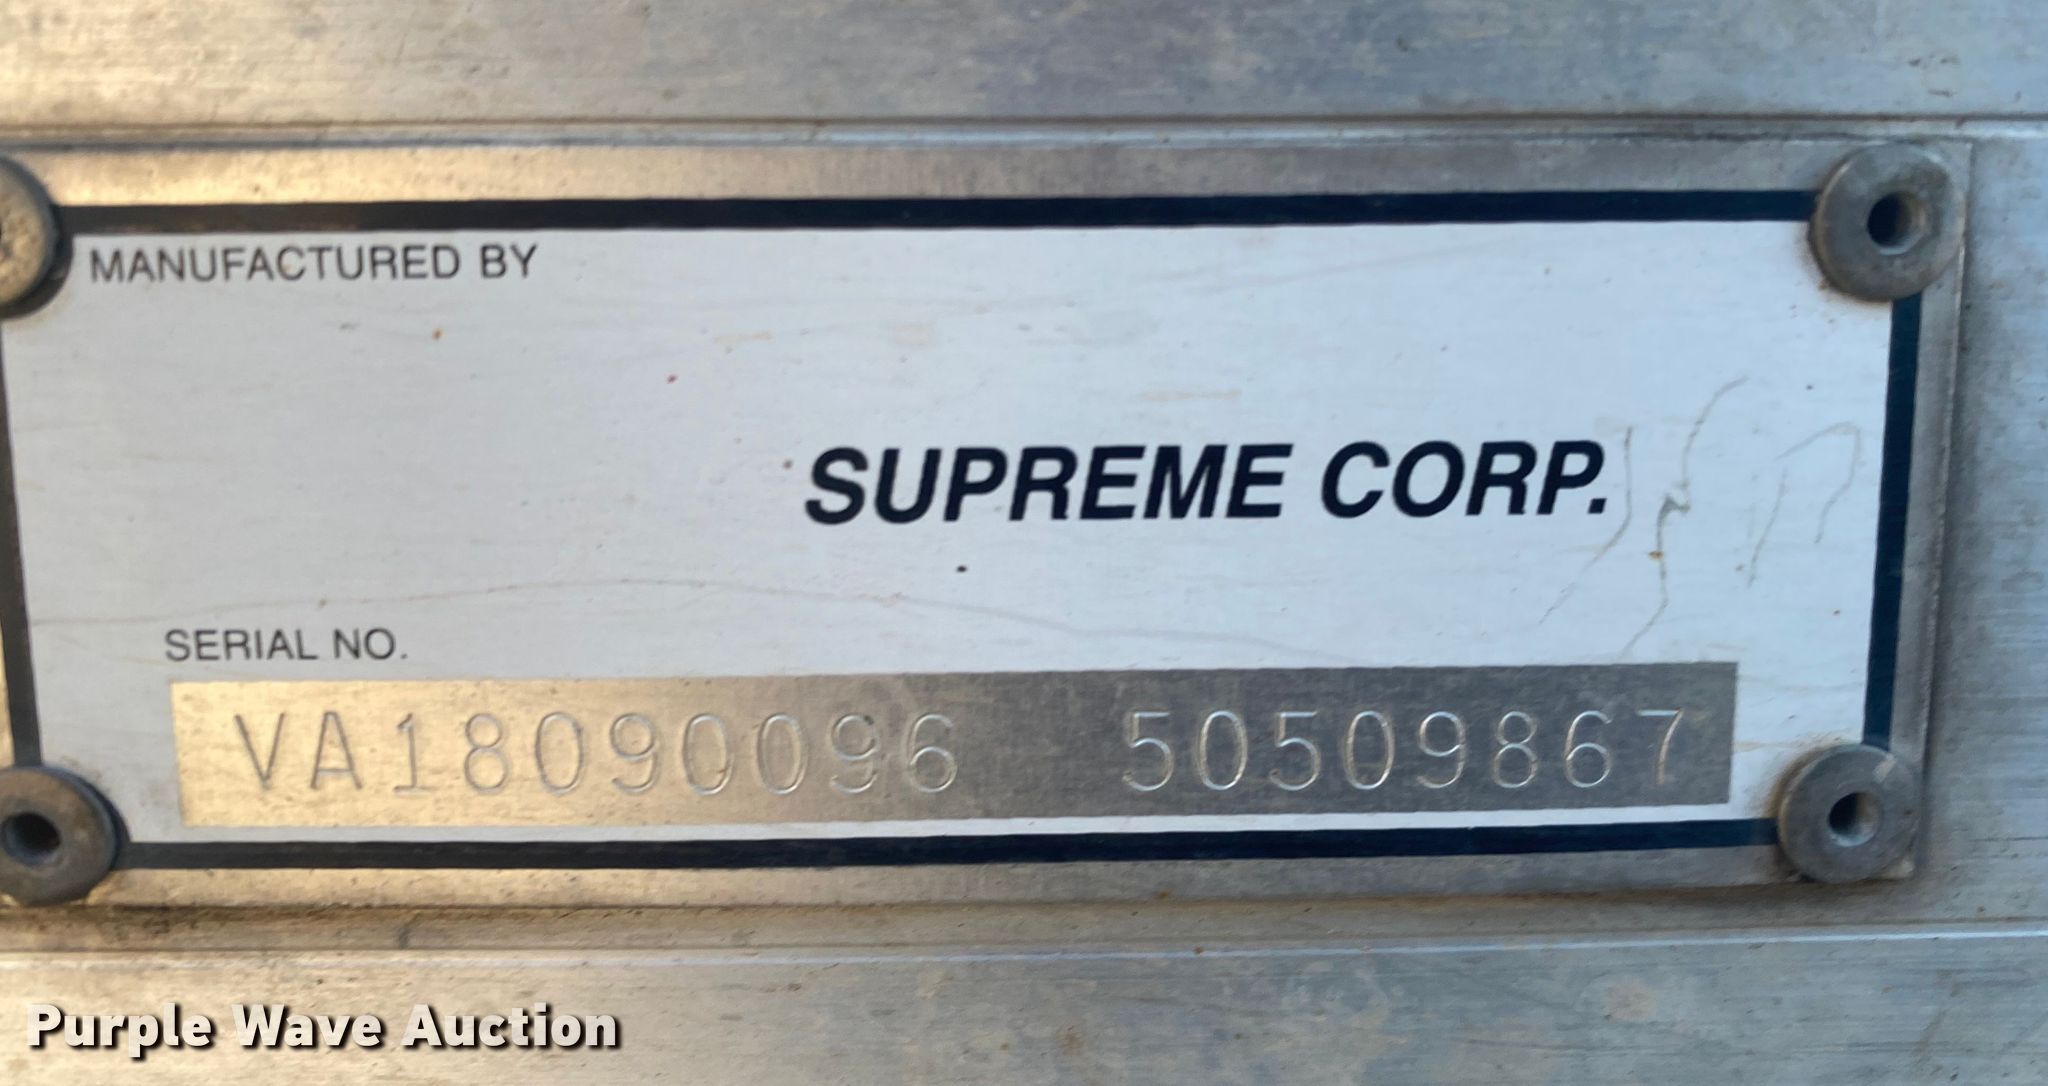 MANUFACTURED BY
SUPREME CORP.
SERIAL NO.
VA18090096 50509867
Purple Wave Auction